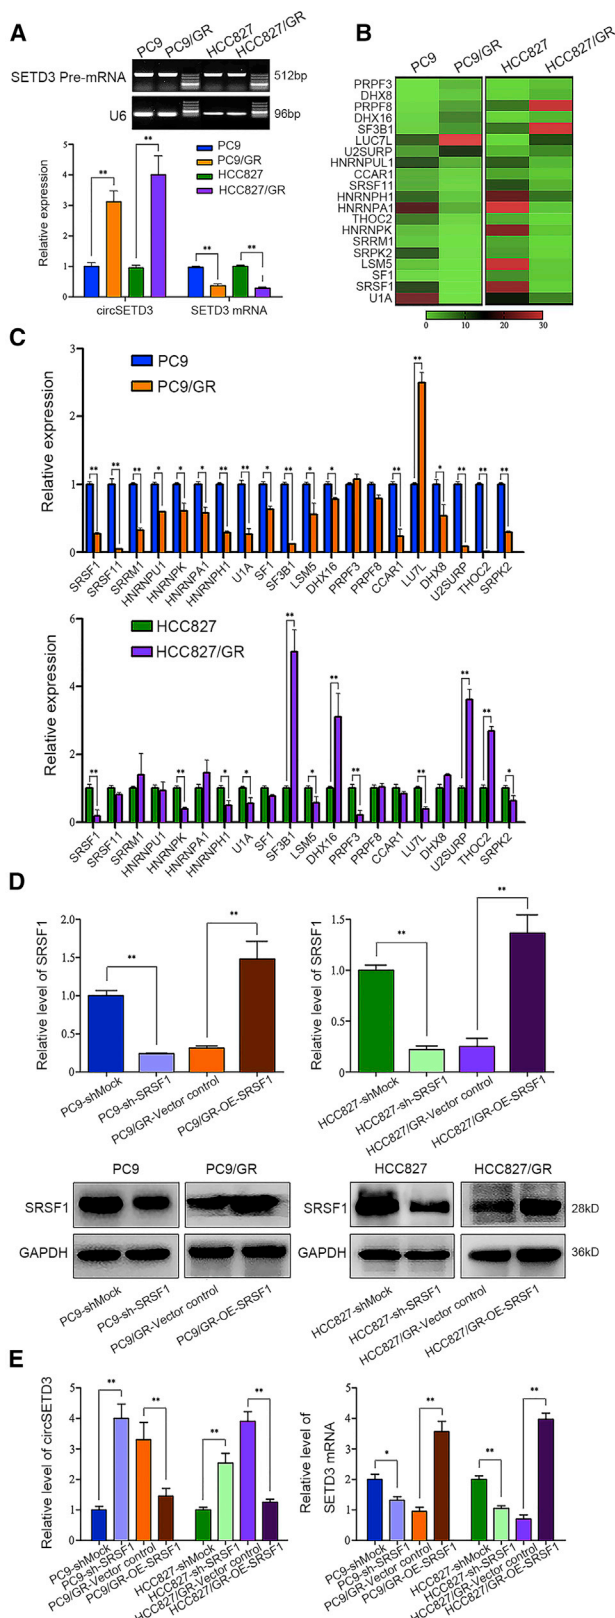 A
PC9 PC9/GR HCC827 HCC827/GR
SETD3 Pre-mRNA 512bp
U6 96bp
Relative expression
5
4
3
2
1
0
** ** ** **
PC9
PC9/GR
HCC827
HCC827/GR
circSETD3 SETD3 mRNA
B
PC9 PC9/GR HCC827 HCC827/GR
PRPF3
DHX8
PRPF8
DHX16
SF3B1
LUC7L
U2SURP
HNRNPUL1
CCAR1
SRSF11
HNRNPH1
HNRNPA1
THOC2
HNRNPK
SRRM1
SRPK2
LSM5
SF1
SRSF1
U1A
0 10 20 30
C
Relative expression
3
2
1
0
PC9
PC9/GR
** ** ** * * * ** ** * ** * * ** ** * ** ** **
SRSF1 SRSF11 SRRM1 HNRNPU1 HNRNPK HNRNPA1 HNRNPH1 U1A SF1 SF3B1 LSM5 DHX16 PRPF3 PRPF8 CCAR1 LU7L DHX8 U2SURP THOC2 SRPK2
Relative expression
6
4
2
0
HCC827
HCC827/GR
** ** * * ** * ** ** ** ** ** *
SRSF1 SRSF11 SRRM1 HNRNPU1 HNRNPK HNRNPA1 HNRNPH1 U1A SF1 SF3B1 LSM5 DHX16 PRPF3 PRPF8 CCAR1 LU7L DHX8 U2SURP THOC2 SRPK2
D
Relative level of SRSF1
2.0
1.5
1.0
0.5
0
** **
PC9-shMock PC9-sh-SRSF1 PC9/GR-Vector control PC9/GR-OE-SRSF1
Relative level of SRSF1
1.5
1.0
0.5
0
** **
HCC827-shMock HCC827-sh-SRSF1 HCC827/GR-Vector control HCC827/GR-OE-SRSF1
PC9 PC9/GR HCC827 HCC827/GR
SRSF1 SRSF1 28kD
GAPDH GAPDH 36kD
PC9-shMock PC9-sh-SRSF1 PC9/GR-Vector control PC9/GR-OE-SRSF1
HCC827-shMock HCC827-sh-SRSF1 HCC827/GR-Vector control HCC827/GR-OE-SRSF1
E
Relative level of circSETD3
5
4
3
2
1
0
** ** ** **
PC9-shMock PC9-sh-SRSF1 PC9/GR-Vector control PC9/GR-OE-SRSF1 HCC827-shMock HCC827-sh-SRSF1 HCC827/GR-Vector control HCC827/GR-OE-SRSF1
Relative level of
SETD3 mRNA
5
4
3
2
1
0
* ** ** **
PC9-shMock PC9-sh-SRSF1 PC9/GR-Vector control PC9/GR-OE-SRSF1 HCC827-shMock HCC827-sh-SRSF1 HCC827/GR-Vector control HCC827/GR-OE-SRSF1